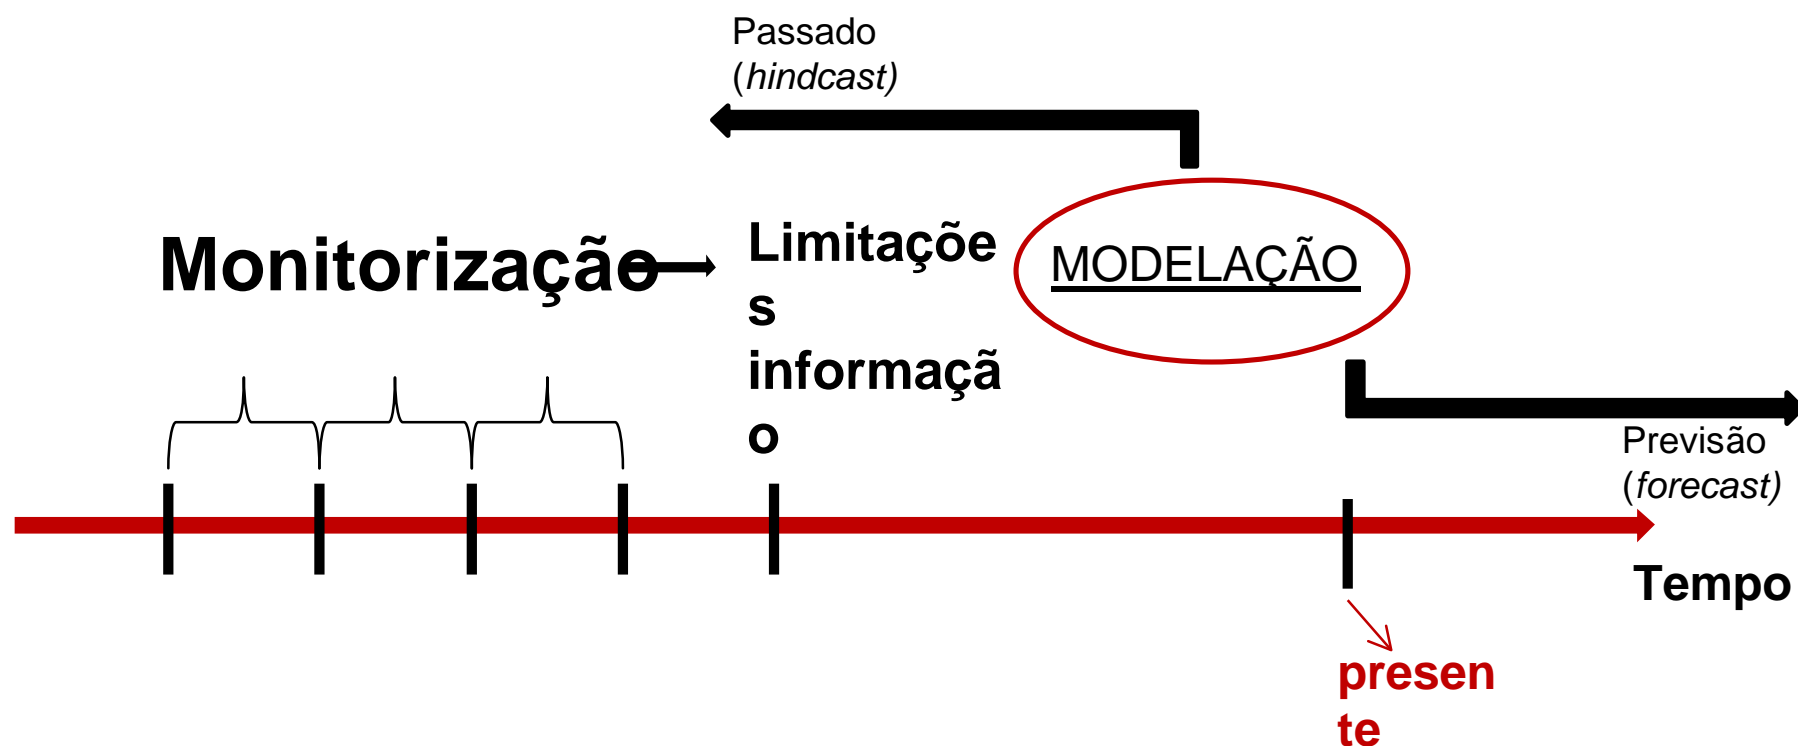 Passado
(hindcast)
Monitorização
Limitaçõe
s
informaçã
o
MODELAÇÃO
Previsão
(forecast)
Tempo
presen
te